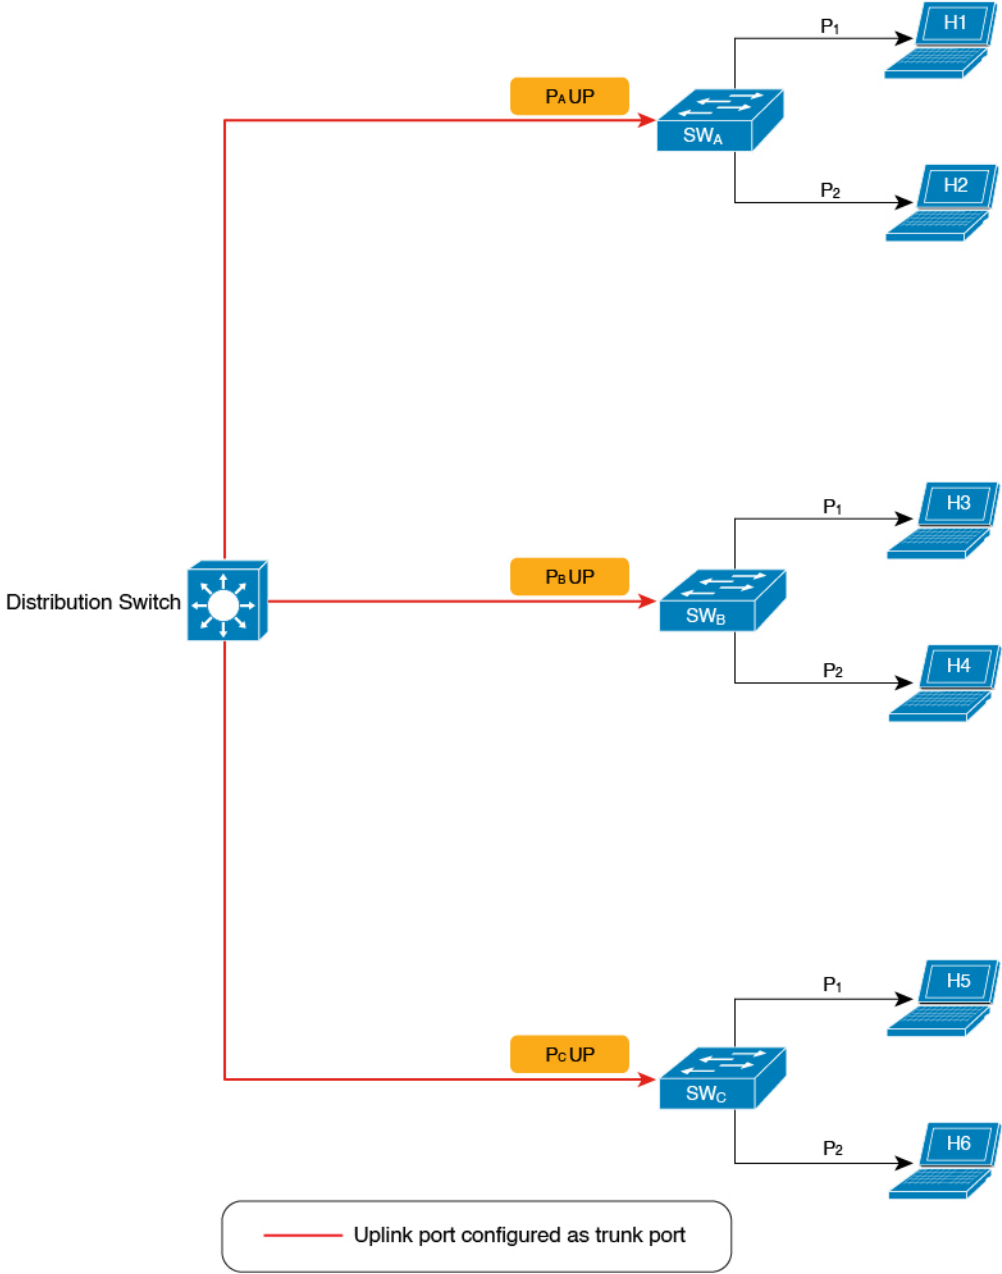 P1
H1
PA UP
SWA
P2
H2
P1
H3
PB UP
Distribution Switch
SWB
P2
H4
P1
H5
PC UP
SWC
P2
H6
Uplink port configured as trunk port